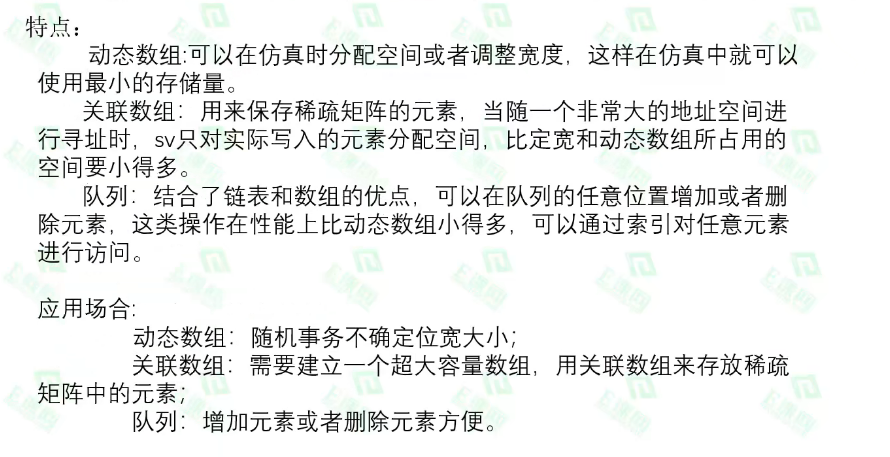 特点：
动态数组:可以在仿真时分配空间或者调整宽度，这样在仿真中就可以
使用最小的存储量。
关联数组：用来保存稀疏矩阵的元素，当随一个非常大的地址空间进
行寻址时，sv只对实际写入的元素分配空间，比定宽和动态数组所占用的
空间要小得多。
队列：结合了链表和数组的优点，可以在队列的任意位置增加或者删
除元素，这类操作在性能上比动态数组小得多，可以通过索引对任意元素
进行访问。
应用场合:
动态数组：随机事务不确定位宽大小；
关联数组：需要建立一个超大容量数组，用关联数组来存放稀疏
矩阵中的元素；
队列：增加元素或者删除元素方便。